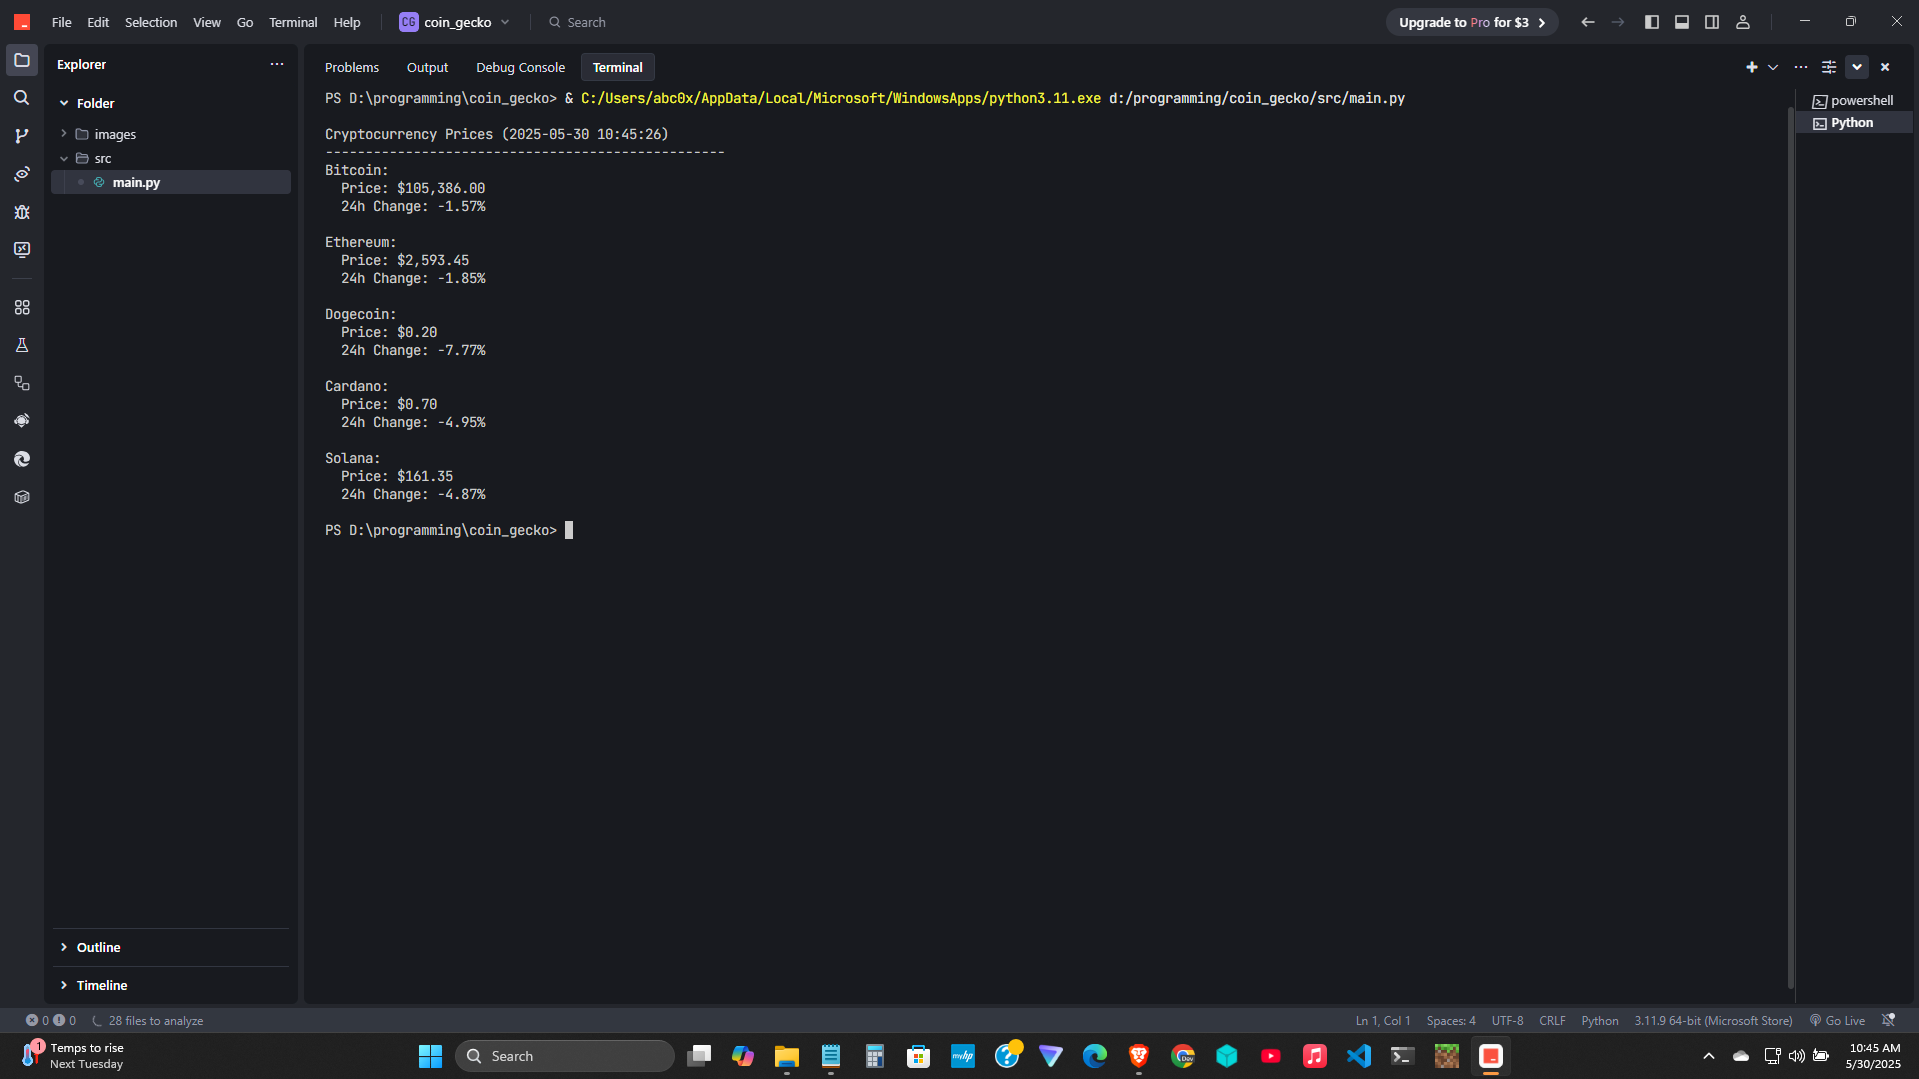 File Edit Selection View Go Terminal Help CG coin_gecko Search Upgrade to Pro for $3
Explorer
Folder
images
src
main.py
Outline
Timeline
Problems Output Debug Console Terminal
PS D:\programming\coin_gecko> & C:/Users/abc0x/AppData/Local/Microsoft/WindowsApps/python3.11.exe d:/programming/coin_gecko/src/main.py
Cryptocurrency Prices (2025-05-30 10:45:26)
--------------------------------------------------
Bitcoin:
Price: $105,386.00
24h Change: -1.57%
Ethereum:
Price: $2,593.45
24h Change: -1.85%
Dogecoin:
Price: $0.20
24h Change: -7.77%
Cardano:
Price: $0.70
24h Change: -4.95%
Solana:
Price: $161.35
24h Change: -4.87%
PS D:\programming\coin_gecko>
powershell
Python
0 0 28 files to analyze Ln 1, Col 1 Spaces: 4 UTF-8 CRLF Python 3.11.9 64-bit (Microsoft Store) Go Live
1 Temps to rise
Next Tuesday
Search
myhp
Dev
10:45 AM
5/30/2025